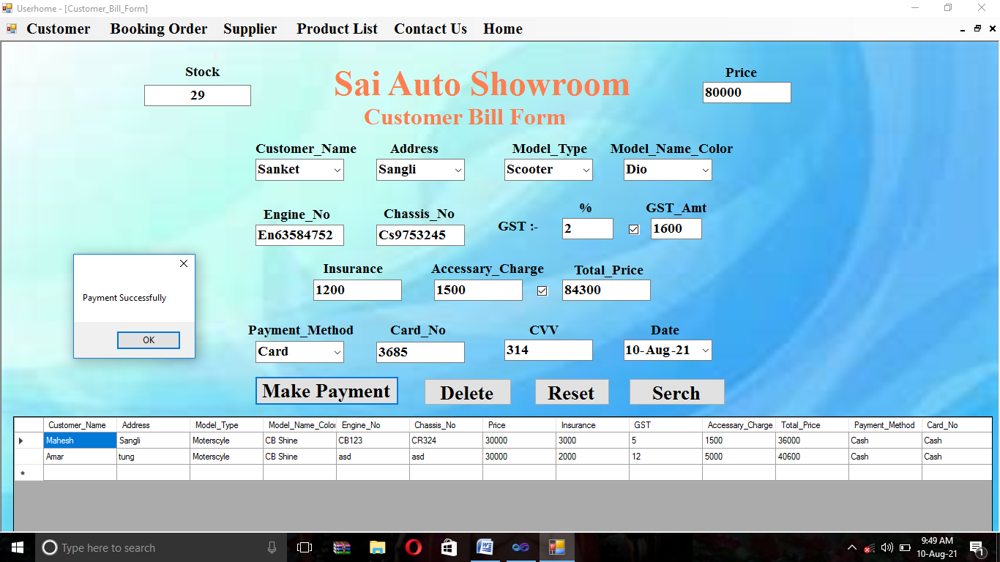 Userhome - [Customer_Bill_Form]
Customer Booking Order Supplier Product List Contact Us Home
Stock
29
Sai Auto Showroom
Customer Bill Form
Price
80000
Customer_Name Address Model_Type Model_Name_Color
Sanket Sangli Scooter Dio
Engine_No Chassis_No GST :- % GST_Amt
En63584752 Cs9753245 2 1600
Insurance Accessary_Charge Total_Price
1200 1500 84300
Payment Successfully
OK
Payment_Method Card_No CVV Date
Card 3685 314 10-Aug-21
Make Payment Delete Reset Serch
Customer_Name Address Model_Type Model_Name_Color Engine_No Chassis_No Price Insurance GST Accessary_Charge Total_Price Payment_Method Card_No
Mahesh Sangli Moterscyle CB Shine CB123 CR324 30000 3000 5 1500 36000 Cash Cash
Amar tung Moterscyle CB Shine asd asd 30000 2000 12 5000 40600 Cash Cash
Type here to search
9:49 AM
10-Aug-21
1